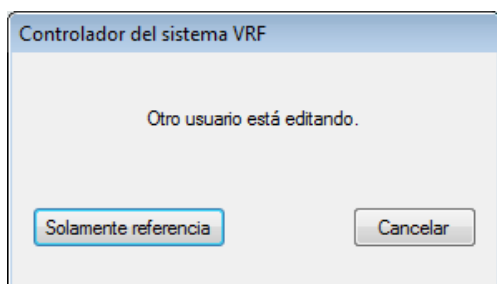 Controlador del sistema VRF
Otro usuario está editando.
Solamente referencia
Cancelar